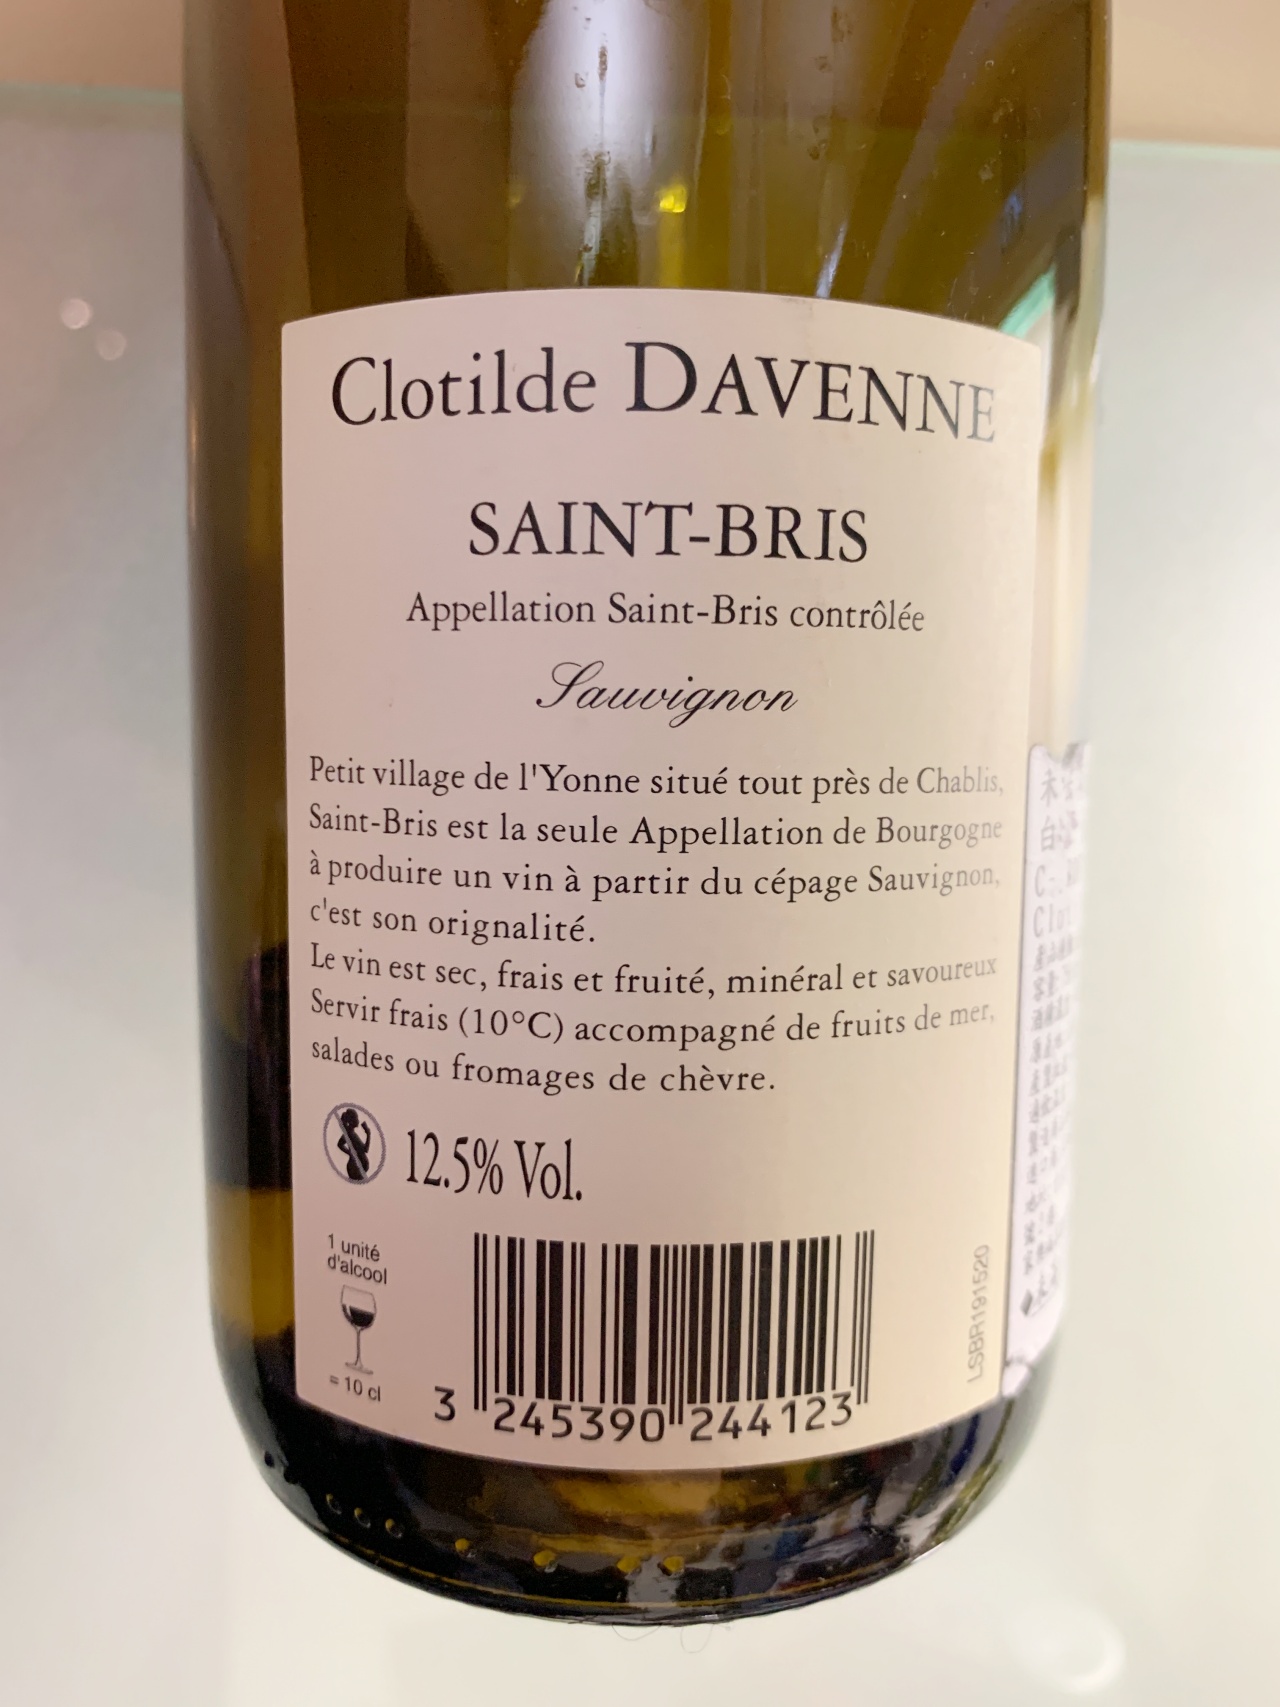 Clotilde DAVENNE
SAINT-BRIS
Appellation Saint-Bris contrôlée
Sauvignon
Petit village de l'Yonne situé tout près de Chablis,
Saint-Bris est la seule Appellation de Bourgogne
à produire un vin à partir du cépage Sauvignon,
c'est son orignalité.
Le vin est sec, frais et fruité, minéral et savoureux
Servir frais (10°C) accompagné de fruits de mer,
salades ou fromages de chèvre.
12.5% Vol.
1 unité
d'alcool
= 10 cl
3 245390 244123
LSBR191520